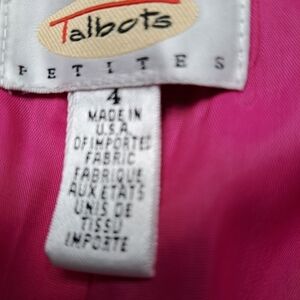 Talbots
PETITES
4
MADE IN
U.S.A.
OF IMPORTED
FABRIC
FABRIQUE
AUX ETATS
UNIS DE
TISSU
IMPORTE